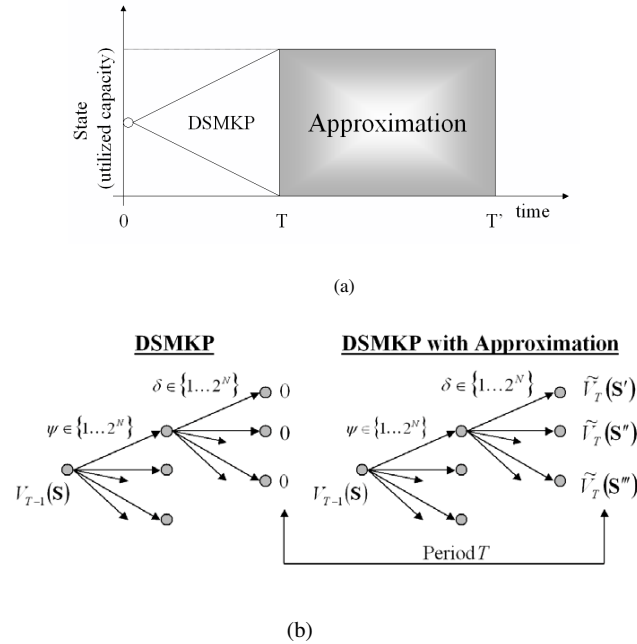 State
(utilized capacity)
DSMKP
Approximation
0
T
T'
time
(a)
DSMKP
DSMKP with Approximation
δ ∈ {1…2^N}
0
ψ ∈ {1…2^N}
0
V_{T-1}(S)
0
δ ∈ {1…2^N}
Ṽ_T(S′)
ψ ∈ {1…2^N}
Ṽ_T(S″)
V_{T-1}(S)
Ṽ_T(S‴)
Period T
(b)